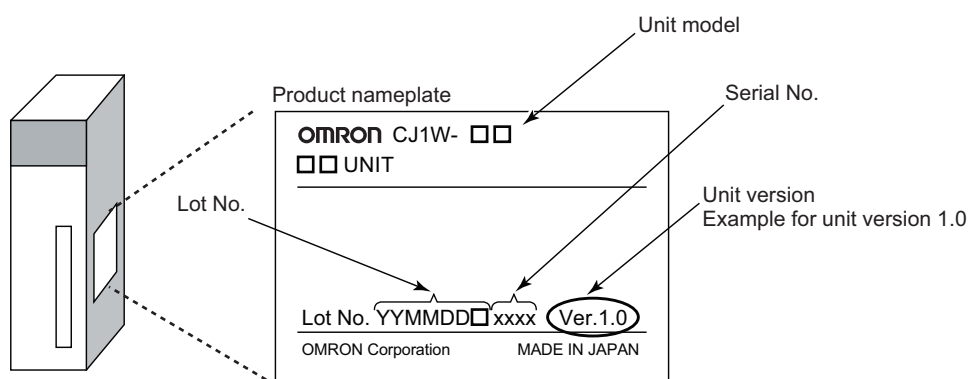 Unit model
Product nameplate
Serial No.
OMRON CJ1W- □□
□□ UNIT
Lot No.
Unit version
Example for unit version 1.0
Lot No. YYMMDD□ xxxx Ver.1.0
OMRON Corporation MADE IN JAPAN